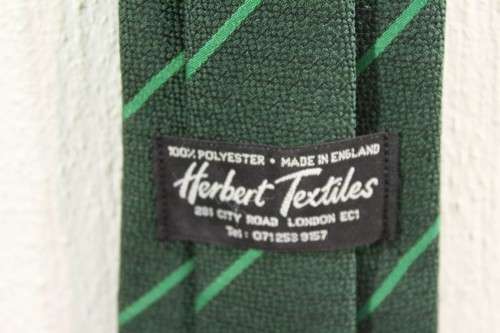 100% POLYESTER • MADE IN ENGLAND
Herbert Textiles
281 CITY ROAD LONDON EC1
Tel: 071 253 9157